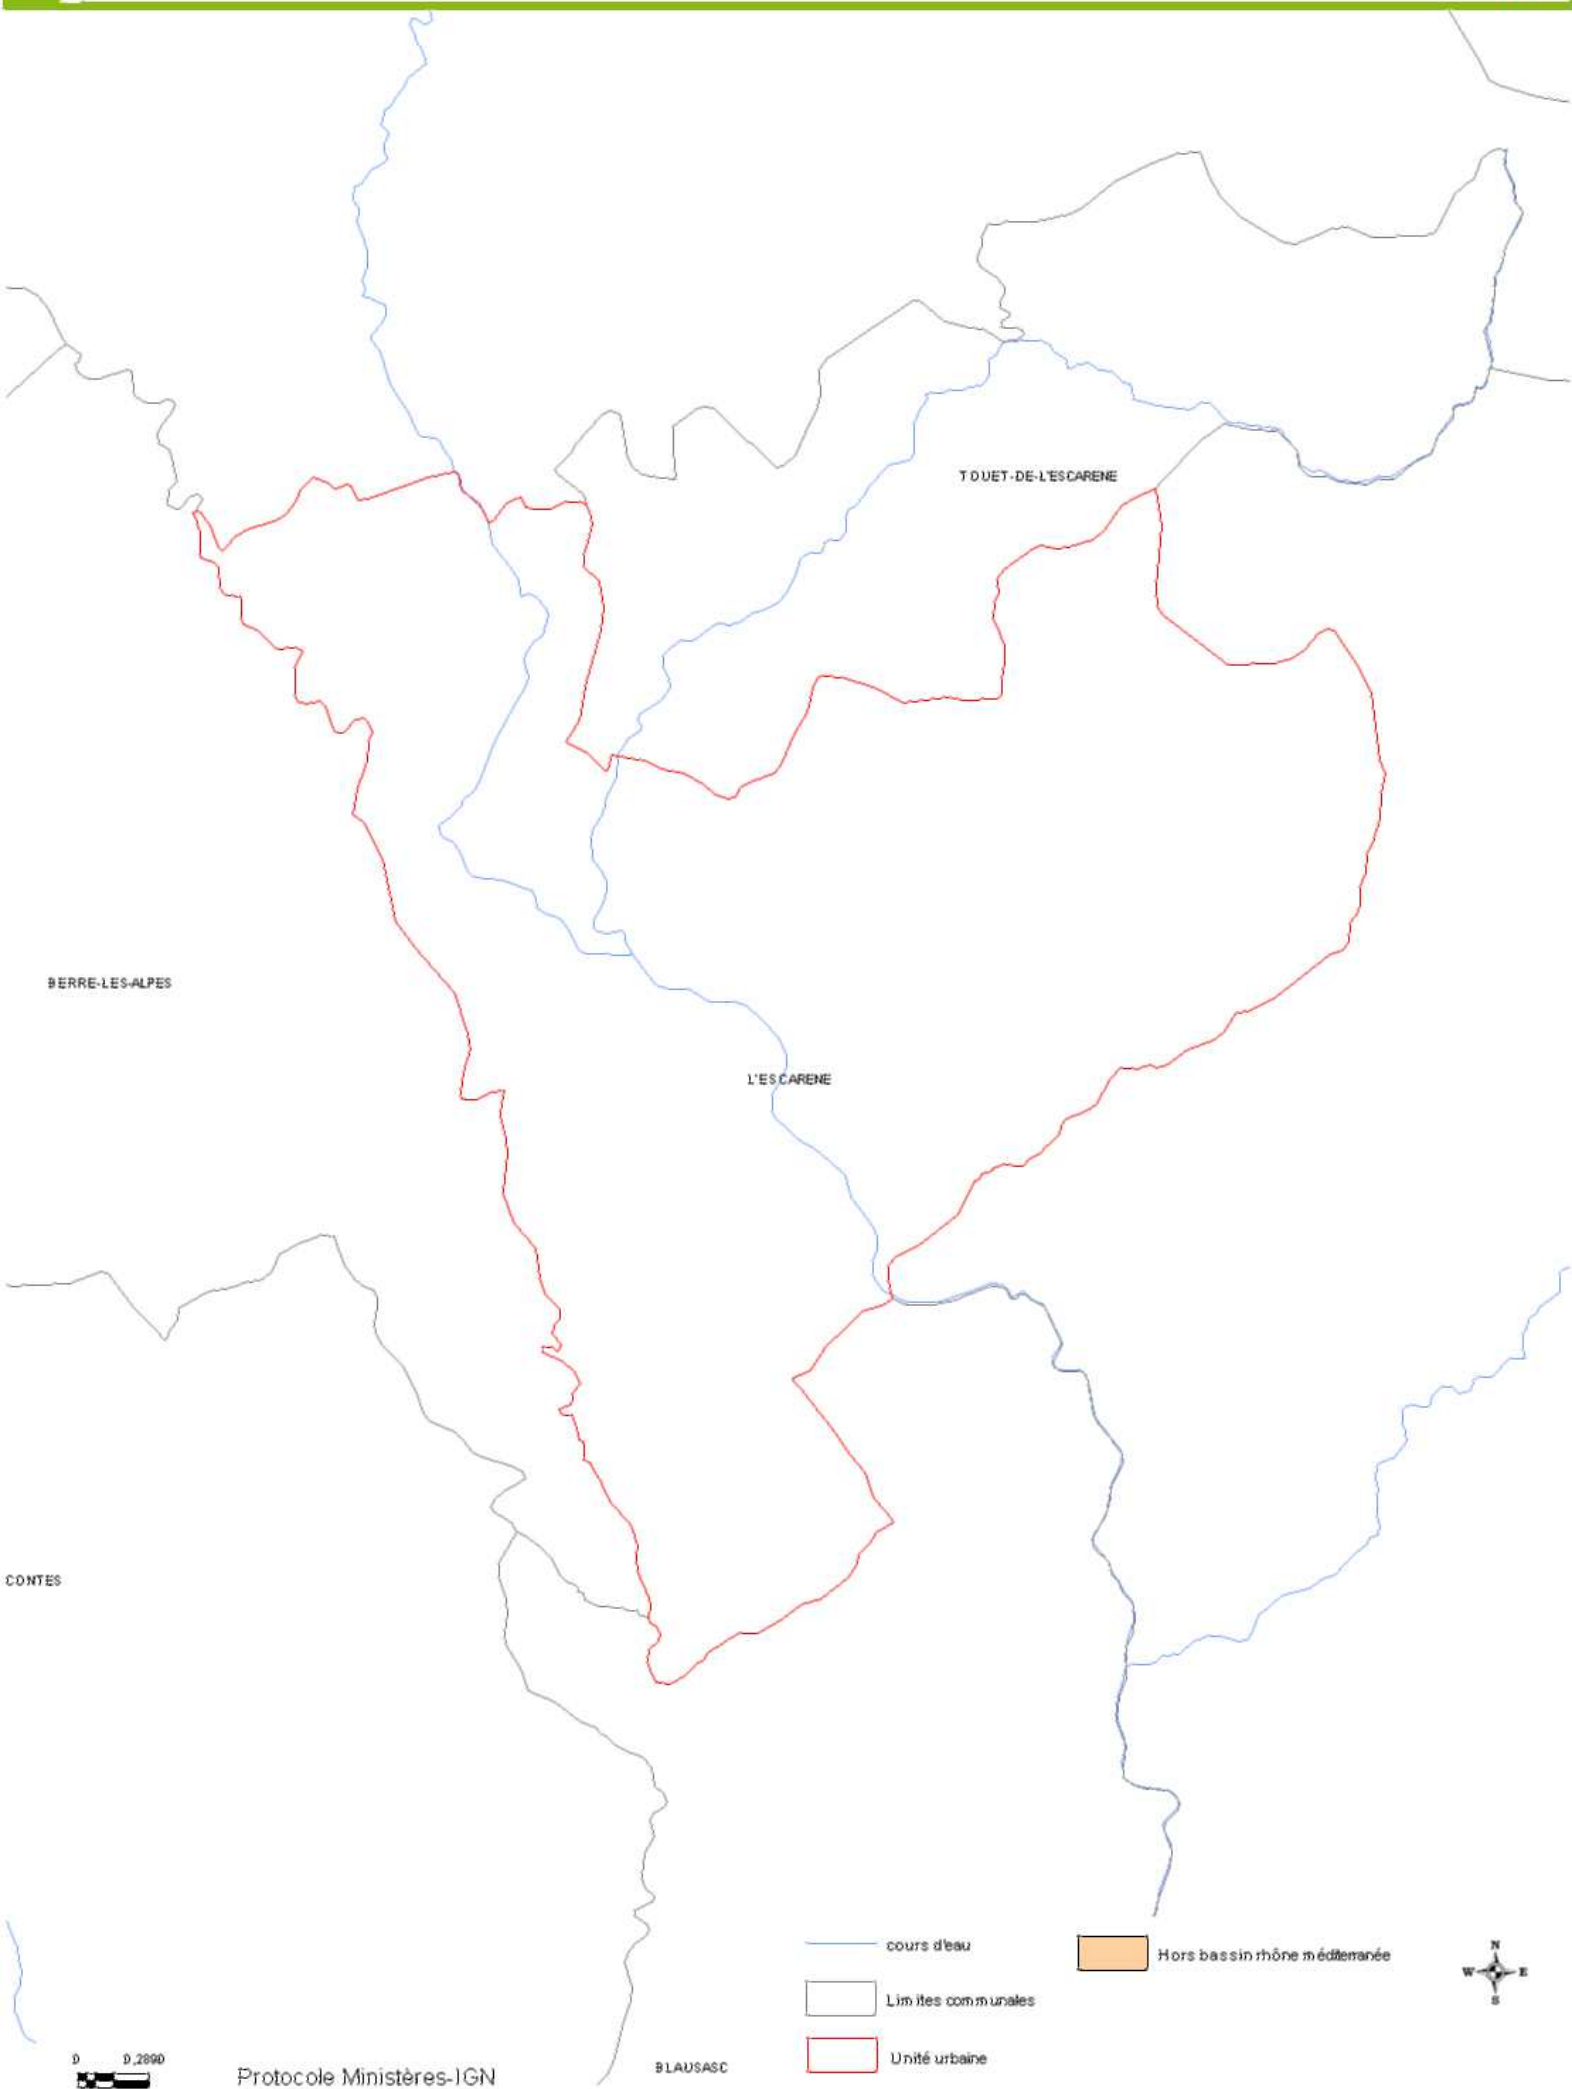 TOUET-DE-L'ESCARENE
BERRE-LES-ALPES
L'ESCARENE
CONTES
cours d'eau
Hors bassin rhône méditerranée
N
W E
S
Limites communales
Unité urbaine
0 0,2890
Protocole Ministères-IGN
BLAUSASC